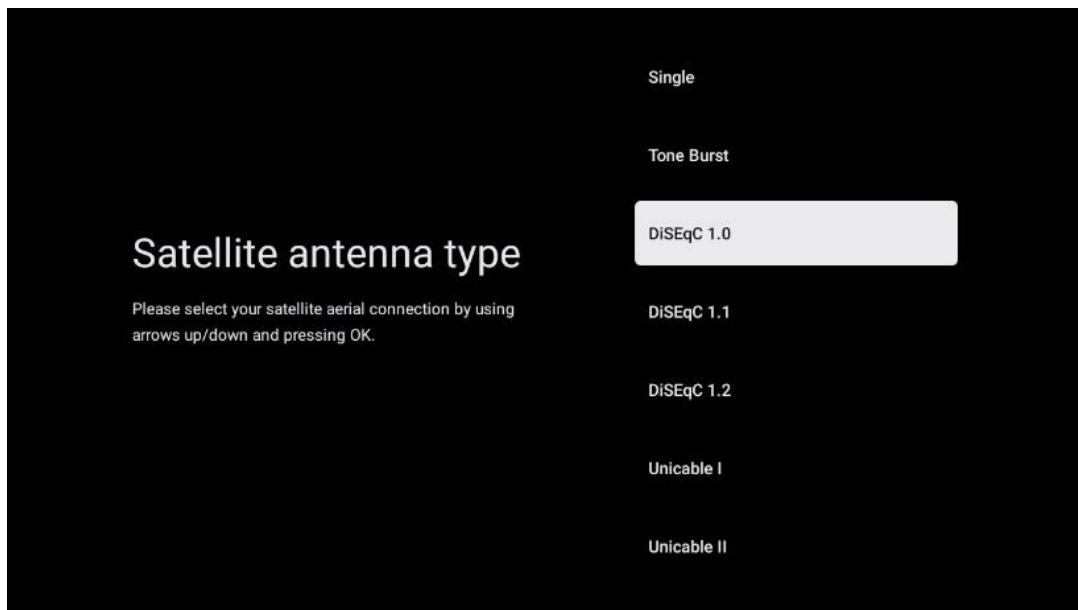 Satellite antenna type
Please select your satellite aerial connection by using
arrows up/down and pressing OK.
Single
Tone Burst
DiSEqC 1.0
DiSEqC 1.1
DiSEqC 1.2
Unicable I
Unicable II